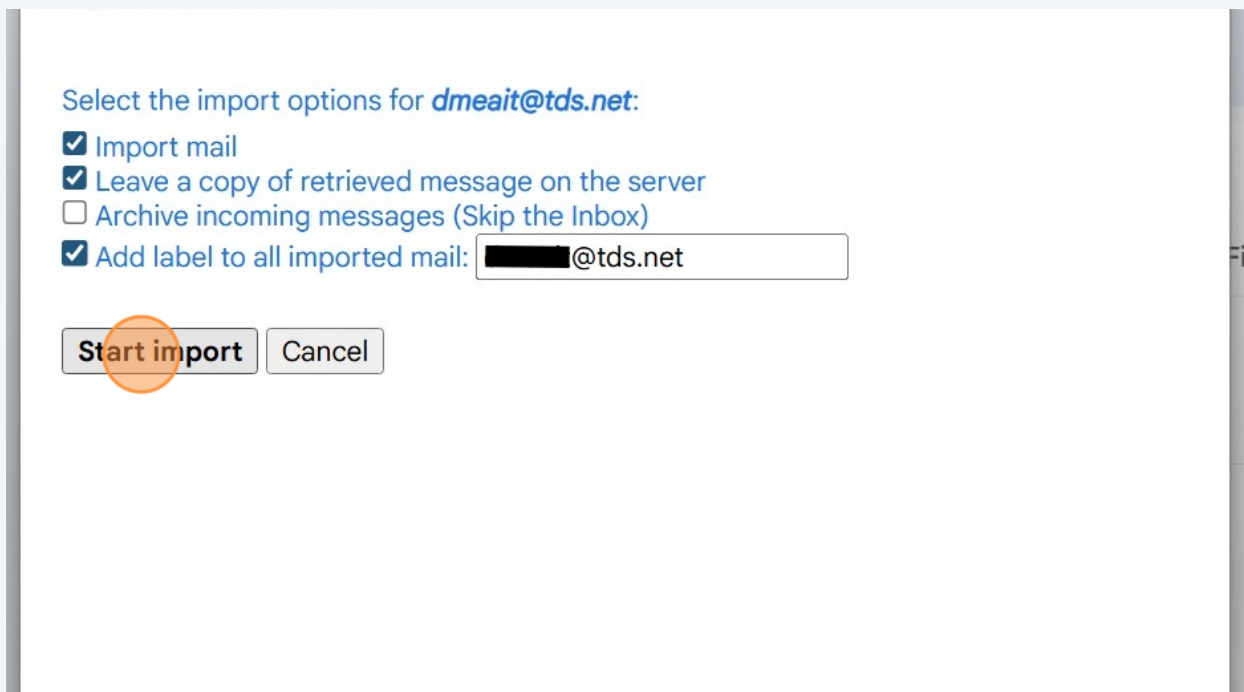 Select the import options for dmeait@tds.net:
Import mail
Leave a copy of retrieved message on the server
Archive incoming messages (Skip the Inbox)
Add label to all imported mail: @tds.net
Fi
Start import Cancel